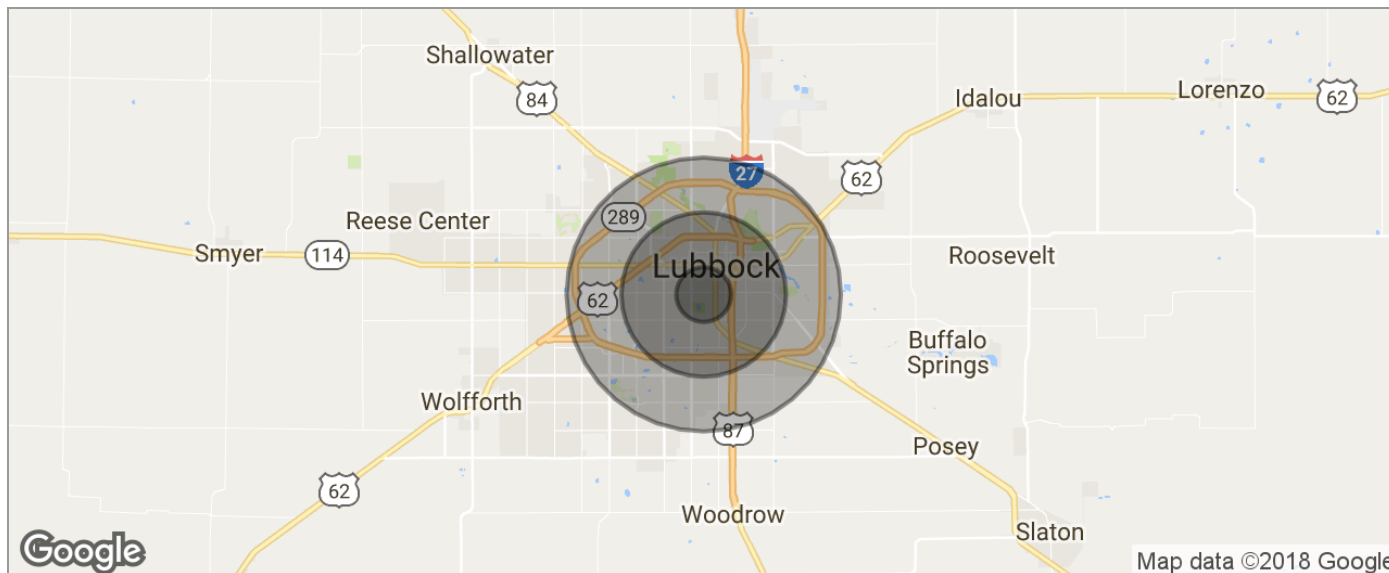 Shallowater
84
Idalou
Lorenzo
62
27
62
289
Reese Center
Smyer
114
Roosevelt
Lubbock
62
Buffalo
Springs
Wolfforth
87
Posey
62
Woodrow
Slaton
Google
Map data ©2018 Google